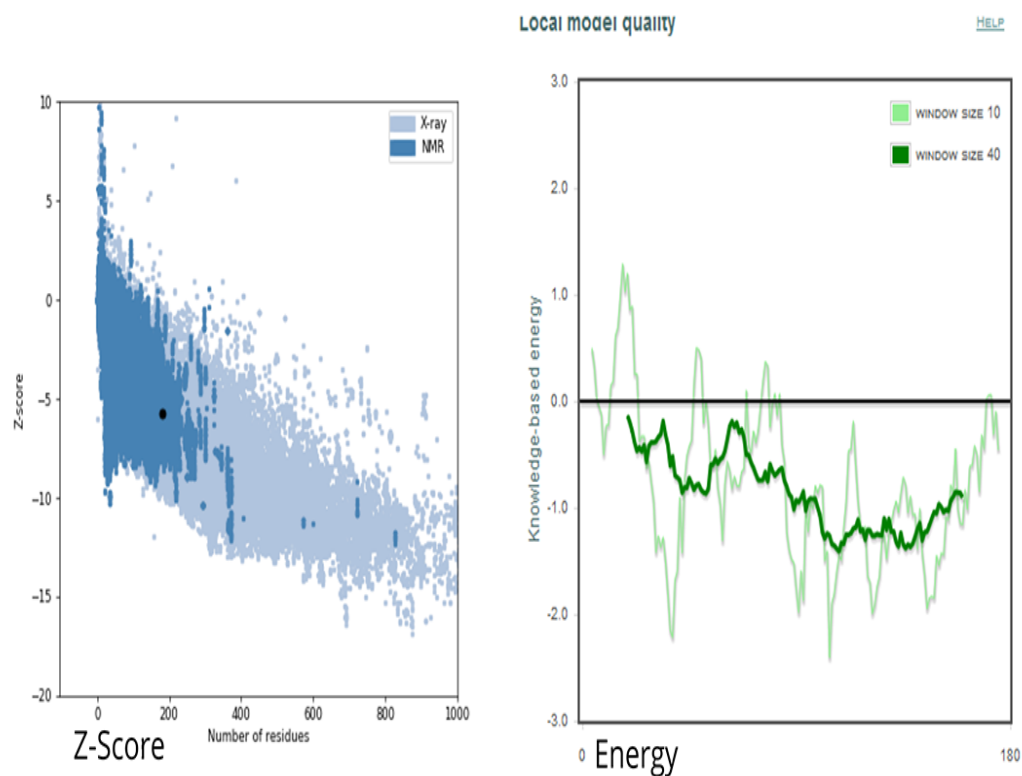 Local model quality
HELP
10
5
0
−5
−10
−15
−20
Z-score
X-ray
NMR
0
200
400
600
800
1000
Number of residues
Z-Score
3.0
2.0
1.0
0.0
-1.0
-2.0
-3.0
Knowledge-based energy
WINDOW SIZE 10
WINDOW SIZE 40
0
180
Energy